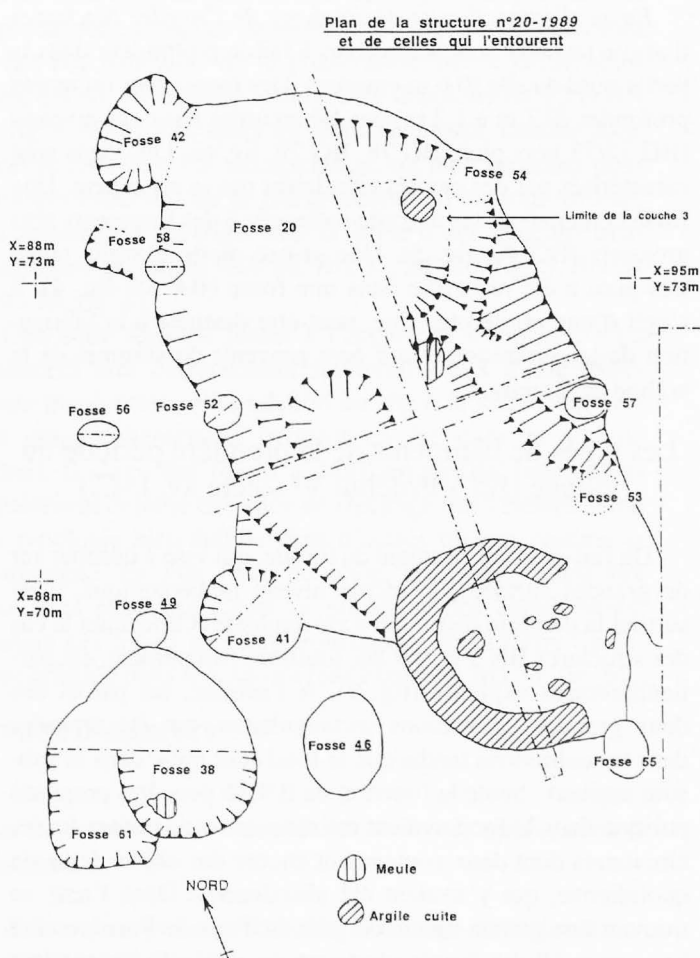 Plan de la structure n°20-1989
et de celles qui l'entourent
Fosse 42
Fosse 54
Fosse 20
Limite de la couche 3
Fosse 58
X=88m
Y=73m
X=95m
Y=73m
Fosse 56
Fosse 52
Fosse 57
Fosse 53
X=88m
Y=70m
Fosse 49
Fosse 41
Fosse 46
Fosse 55
Fosse 38
Fosse 61
Meule
NORD
Argile cuite